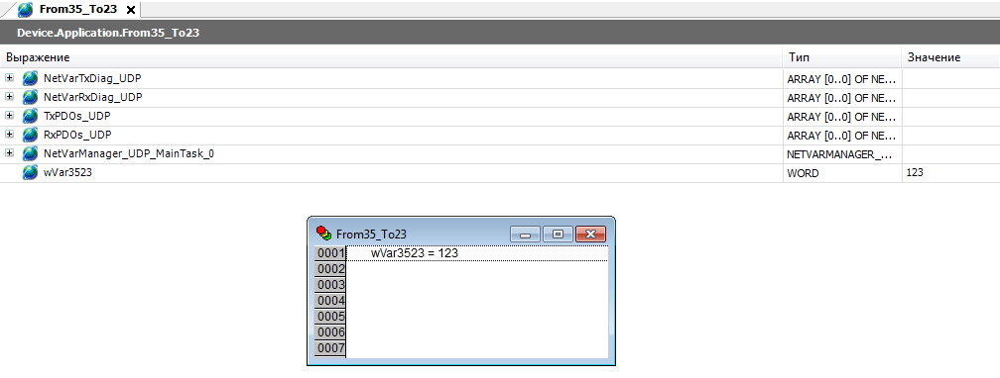 From35_To23
Device.Application.From35_To23
Выражение Тип Значение
NetVarTxDiag_UDP ARRAY [0..0] OF NE...
NetVarRxDiag_UDP ARRAY [0..0] OF NE...
TxPDOs_UDP ARRAY [0..0] OF NE...
RxPDOs_UDP ARRAY [0..0] OF NE...
NetVarManager_UDP_MainTask_0 NETVARMANAGER_...
wVar3523 WORD 123
From35_To23
0001 wVar3523 = 123
0002
0003
0004
0005
0006
0007